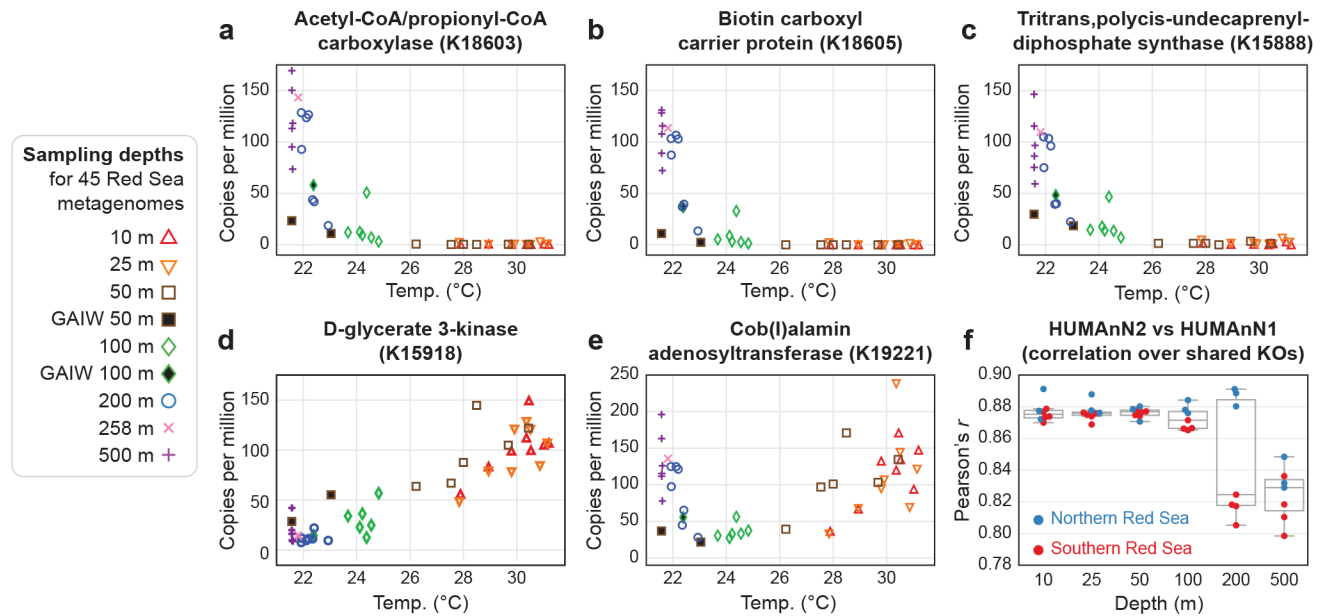 Sampling depths
for 45 Red Sea
metagenomes
10 m
25 m
50 m
GAIW 50 m
100 m
GAIW 100 m
200 m
258 m
500 m
a
Acetyl-CoA/propionyl-CoA
carboxylase (K18603)
Copies per million
150
100
50
0
22 24 26 28 30
Temp. (°C)
b
Biotin carboxyl
carrier protein (K18605)
Copies per million
150
100
50
0
22 24 26 28 30
Temp. (°C)
c
Tritrans,polycis-undecaprenyl-
diphosphate synthase (K15888)
Copies per million
150
100
50
0
22 24 26 28 30
Temp. (°C)
d
D-glycerate 3-kinase
(K15918)
Copies per million
150
100
50
0
22 24 26 28 30
Temp. (°C)
e
Cob(I)alamin
adenosyltransferase (K19221)
Copies per million
250
200
150
100
50
0
22 24 26 28 30
Temp. (°C)
f
HUMAnN2 vs HUMAnN1
(correlation over shared KOs)
Pearson's r
0.90
0.88
0.86
0.84
0.82
0.80
0.78
Northern Red Sea
Southern Red Sea
10 25 50 100 200 500
Depth (m)